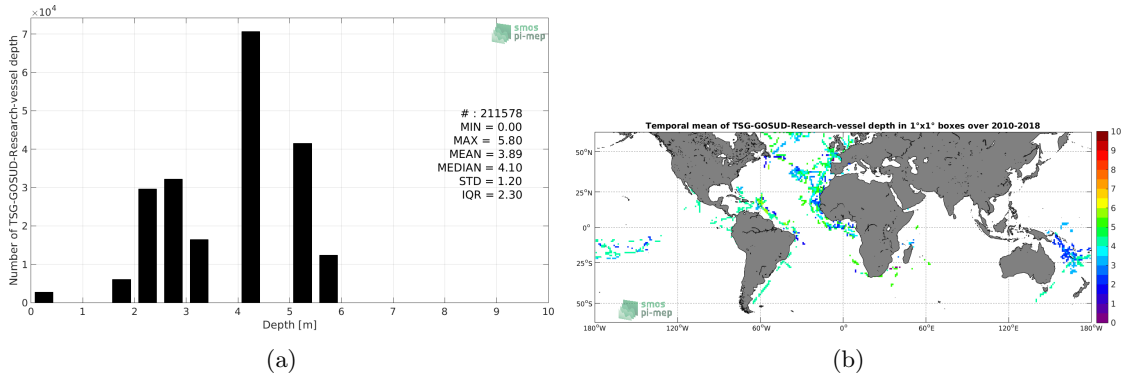 ×10⁴
7
6
5
4
3
2
1
0
Number of TSG-GOSUD-Research-vessel depth
smos
pi-mep
# : 211578
MIN = 0.00
MAX = 5.80
MEAN = 3.89
MEDIAN = 4.10
STD = 1.20
IQR = 2.30
0 1 2 3 4 5 6 7 8 9 10
Depth [m]
(a)
Temporal mean of TSG-GOSUD-Research-vessel depth in 1°x1° boxes over 2010-2018
50°N
25°N
0°
25°S
50°S
smos
pi-mep
180°W 120°W 60°W 0° 60°E 120°E 180°W
10
9
8
7
6
5
4
3
2
1
0
(b)